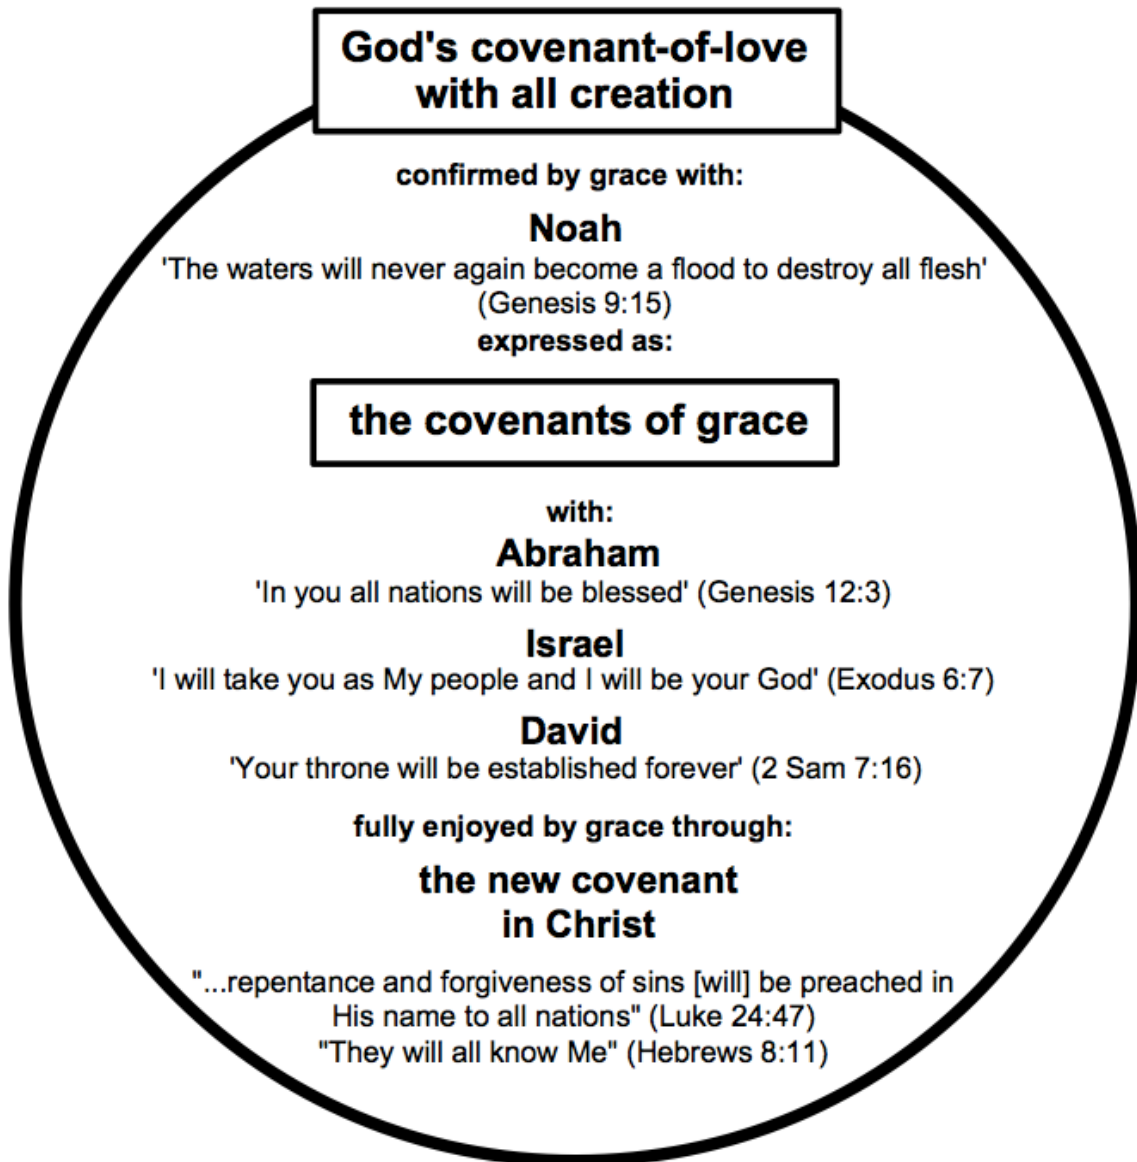 God's covenant-of-love
with all creation
confirmed by grace with:
Noah
'The waters will never again become a flood to destroy all flesh'
(Genesis 9:15)
expressed as:
the covenants of grace
with:
Abraham
'In you all nations will be blessed' (Genesis 12:3)
Israel
'I will take you as My people and I will be your God' (Exodus 6:7)
David
'Your throne will be established forever' (2 Sam 7:16)
fully enjoyed by grace through:
the new covenant
in Christ
"...repentance and forgiveness of sins [will] be preached in
His name to all nations" (Luke 24:47)
"They will all know Me" (Hebrews 8:11)